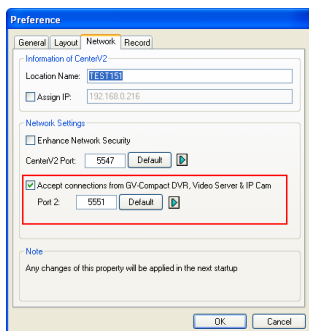 Preference
General Layout Network Record
Information of CenterV2
Location Name: TEST151
Assign IP: 192.168.0.216
Network Settings
Enhance Network Security
CenterV2 Port: 5547 Default
Accept connections from GV-Compact DVR, Video Server & IP Cam
Port 2: 5551 Default
Note
Any changes of this property will be applied in the next startup
OK Cancel